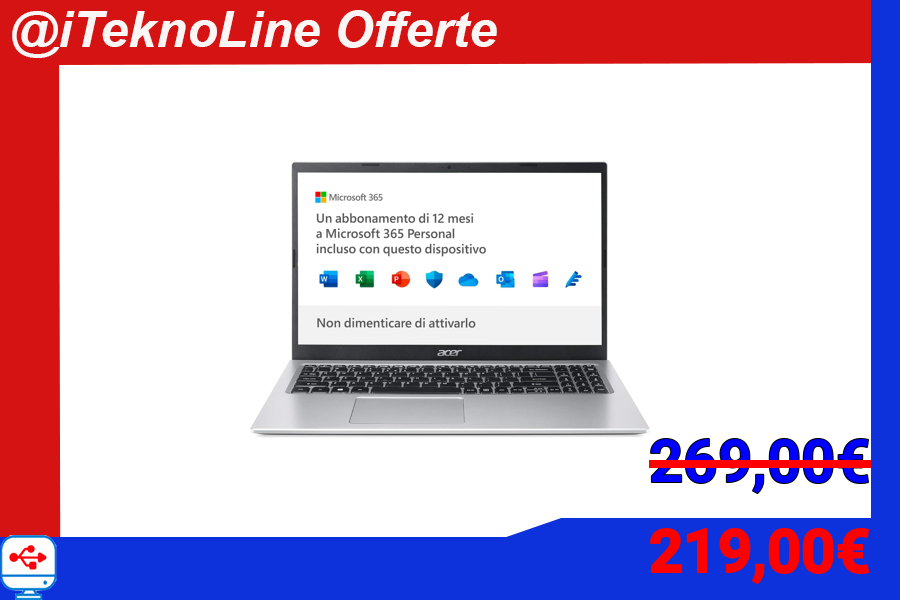 @iTeknoLine Offerte
Microsoft 365
Un abbonamento di 12 mesi
a Microsoft 365 Personal
incluso con questo dispositivo
Non dimenticare di attivarlo
acer
269,00€
219,00€